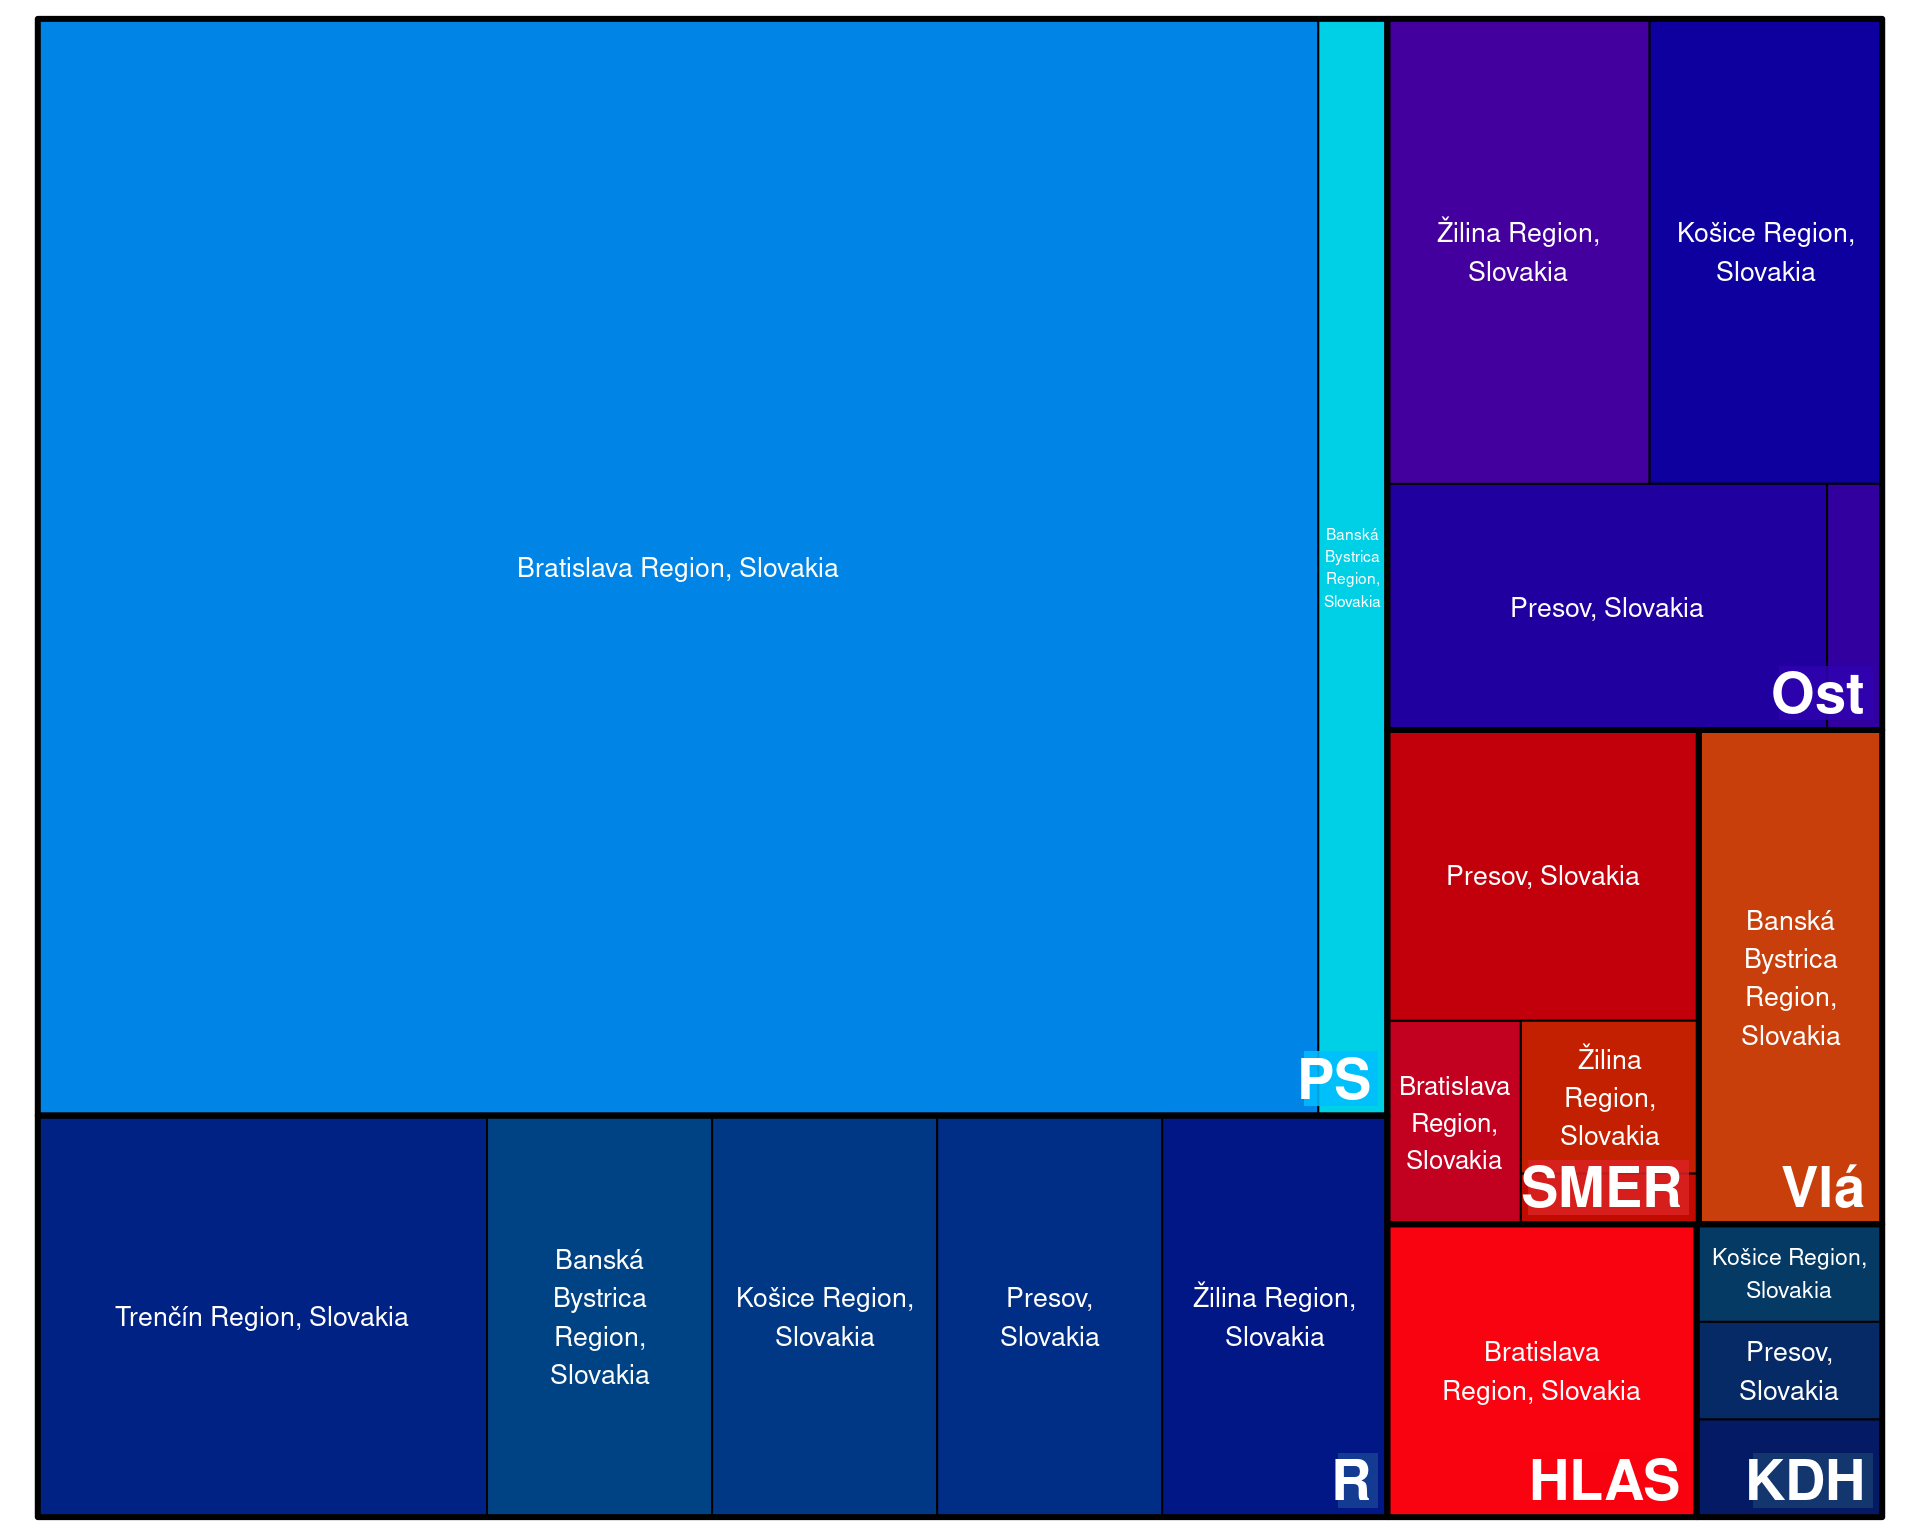 Bratislava Region, Slovakia
Banská
Bystrica
Region,
Slovakia
PS
Trenčín Region, Slovakia
Banská
Bystrica
Region,
Slovakia
Košice Region,
Slovakia
Presov,
Slovakia
Žilina Region,
Slovakia
R
Žilina Region,
Slovakia
Košice Region,
Slovakia
Presov, Slovakia
Ost
Presov, Slovakia
Bratislava
Region,
Slovakia
Žilina
Region,
Slovakia
SMER
Banská
Bystrica
Region,
Slovakia
Vlá
Bratislava
Region, Slovakia
HLAS
Košice Region,
Slovakia
Presov,
Slovakia
KDH